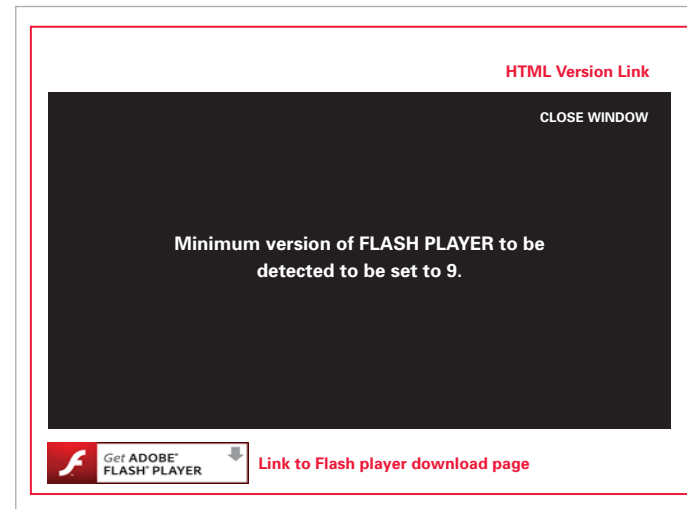 HTML Version Link
CLOSE WINDOW
Minimum version of FLASH PLAYER to be
detected to be set to 9.
Get ADOBE®
FLASH® PLAYER
Link to Flash player download page